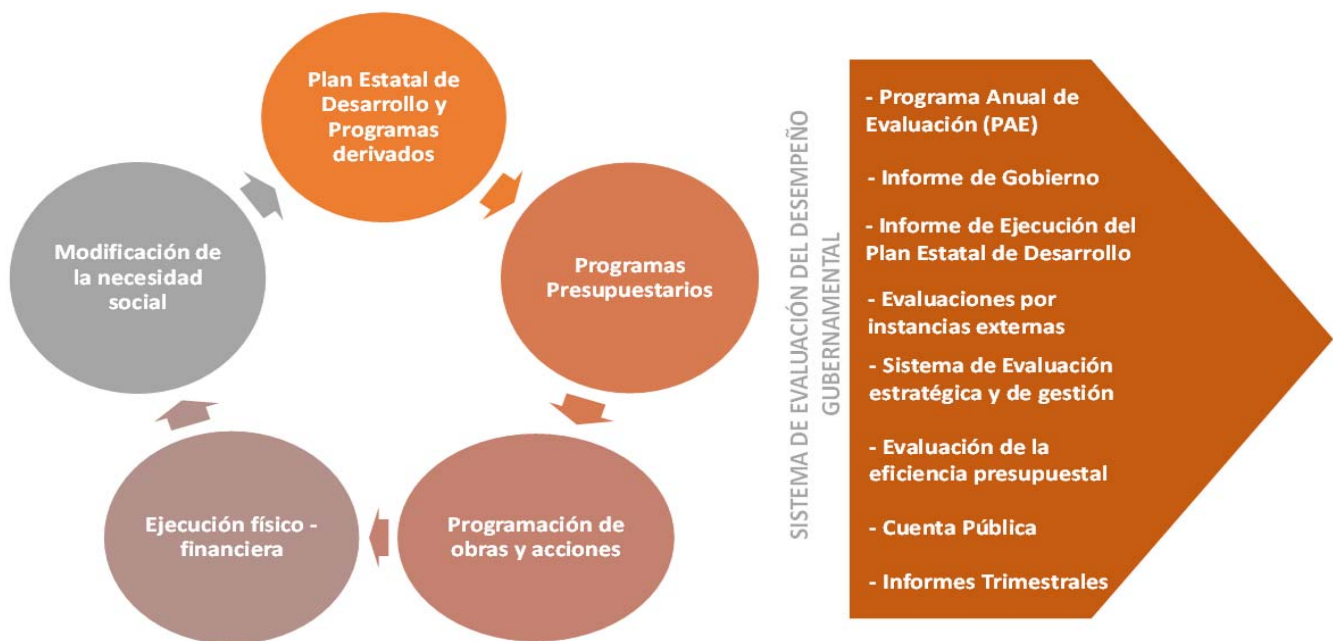 Plan Estatal de
Desarrollo y
Programas
derivados
Programas
Presupuestarios
Programación de
obras y acciones
Ejecución físico -
financiera
Modificación de
la necesidad
social
SISTEMA DE EVALUACIÓN DEL DESEMPEÑO
GUBERNAMENTAL
- Programa Anual de
Evaluación (PAE)
- Informe de Gobierno
- Informe de Ejecución del
Plan Estatal de Desarrollo
- Evaluaciones por
instancias externas
- Sistema de Evaluación
estratégica y de gestión
- Evaluación de la
eficiencia presupuestal
- Cuenta Pública
- Informes Trimestrales